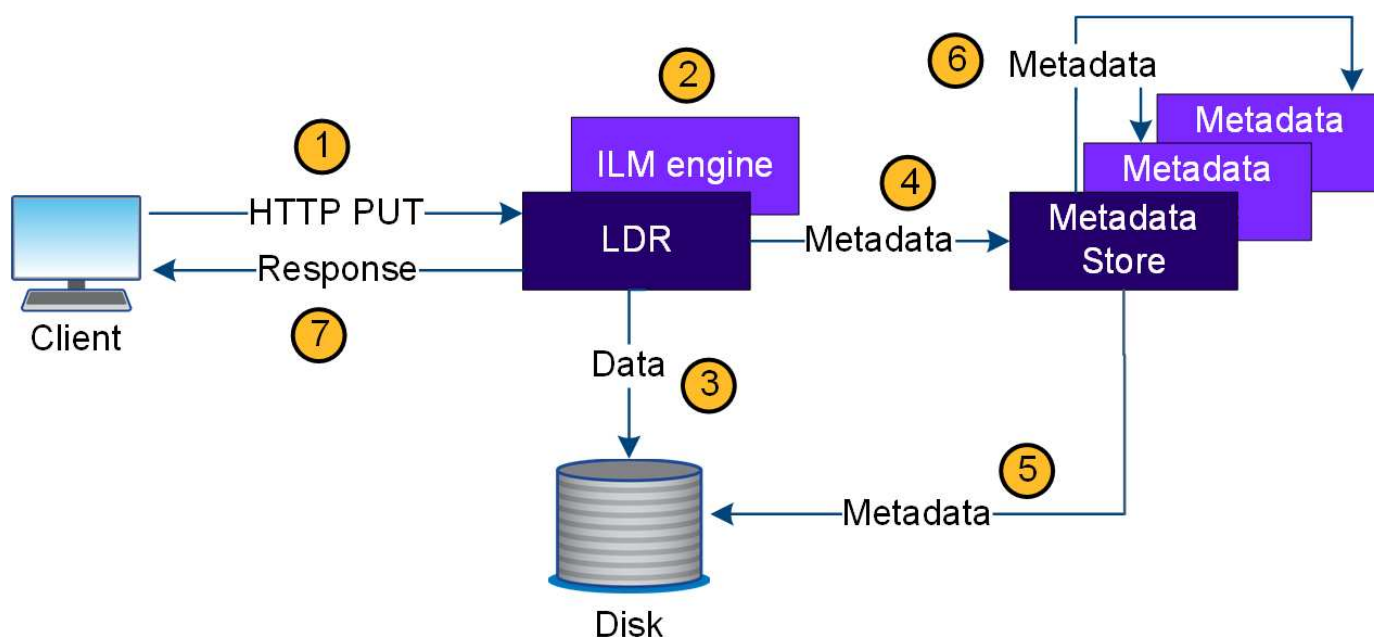 6
Metadata
2
1
Metadata
ILM engine
4
Metadata
HTTP PUT
LDR
Metadata
Metadata
Store
Response
7
Client
Data
3
5
Metadata
Disk